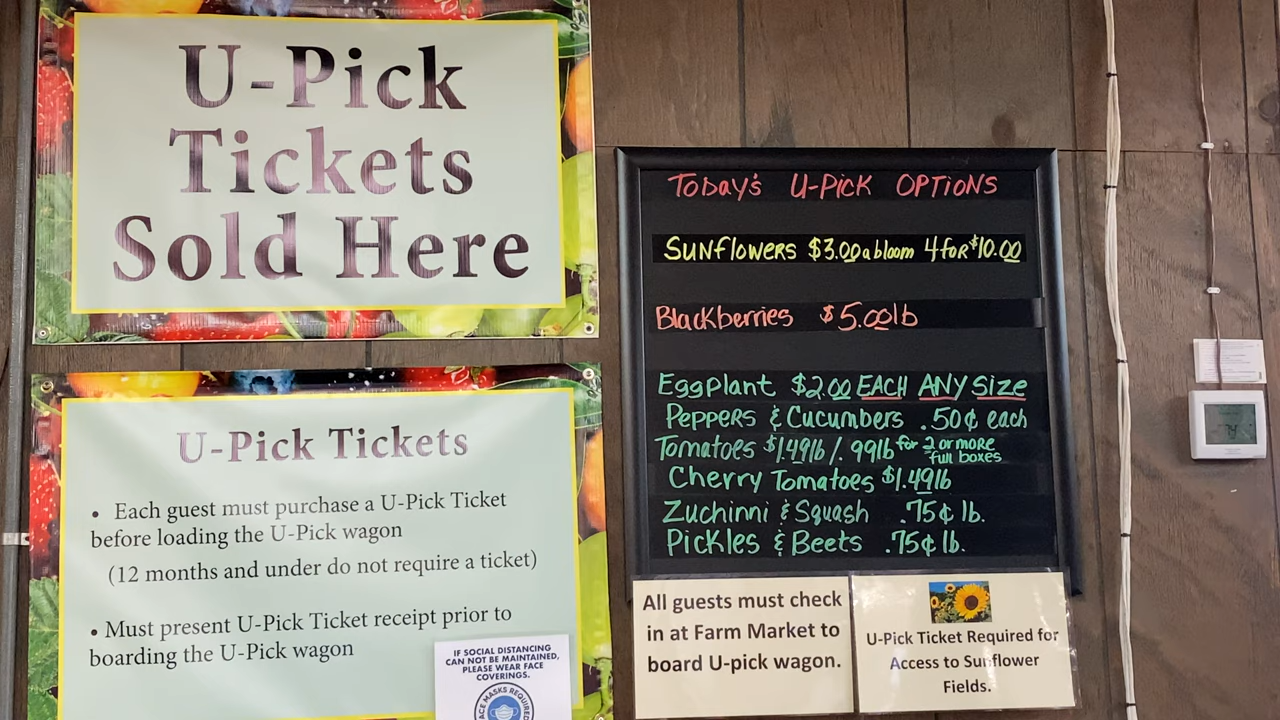 U-Pick
Tickets
Sold Here
U-Pick Tickets
• Each guest must purchase a U-Pick Ticket
before loading the U-Pick wagon
(12 months and under do not require a ticket)
• Must present U-Pick Ticket receipt prior to
boarding the U-Pick wagon
IF SOCIAL DISTANCING
CAN NOT BE MAINTAINED,
PLEASE WEAR FACE
COVERINGS.
FACE MASKS REQUIRED
TODAY'S U-PICK OPTIONS
SUNFLOWERS $3.00 a bloom 4 for $10.00
Blackberries $5.00 lb
Eggplant $2.00 EACH ANY SIZE
PEPPERS & CUCUMBERS .50¢ each
Tomatoes $1.49lb /. 99lb for 2 or more
full boxes
Cherry Tomatoes $1.49lb
Zuchinni & Squash .75¢ lb.
Pickles & Beets .75¢ lb.
All guests must check
in at Farm Market to
board U-pick wagon.
U-Pick Ticket Required for
Access to Sunflower
Fields.